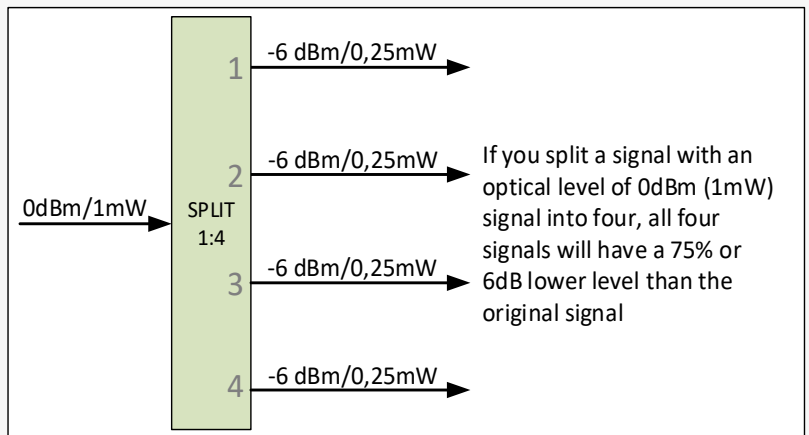 -6 dBm/0,25mW
1
-6 dBm/0,25mW
2
0dBm/1mW
SPLIT
1:4
-6 dBm/0,25mW
3
-6 dBm/0,25mW
4
If you split a signal with an
optical level of 0dBm (1mW)
signal into four, all four
signals will have a 75% or
6dB lower level than the
original signal